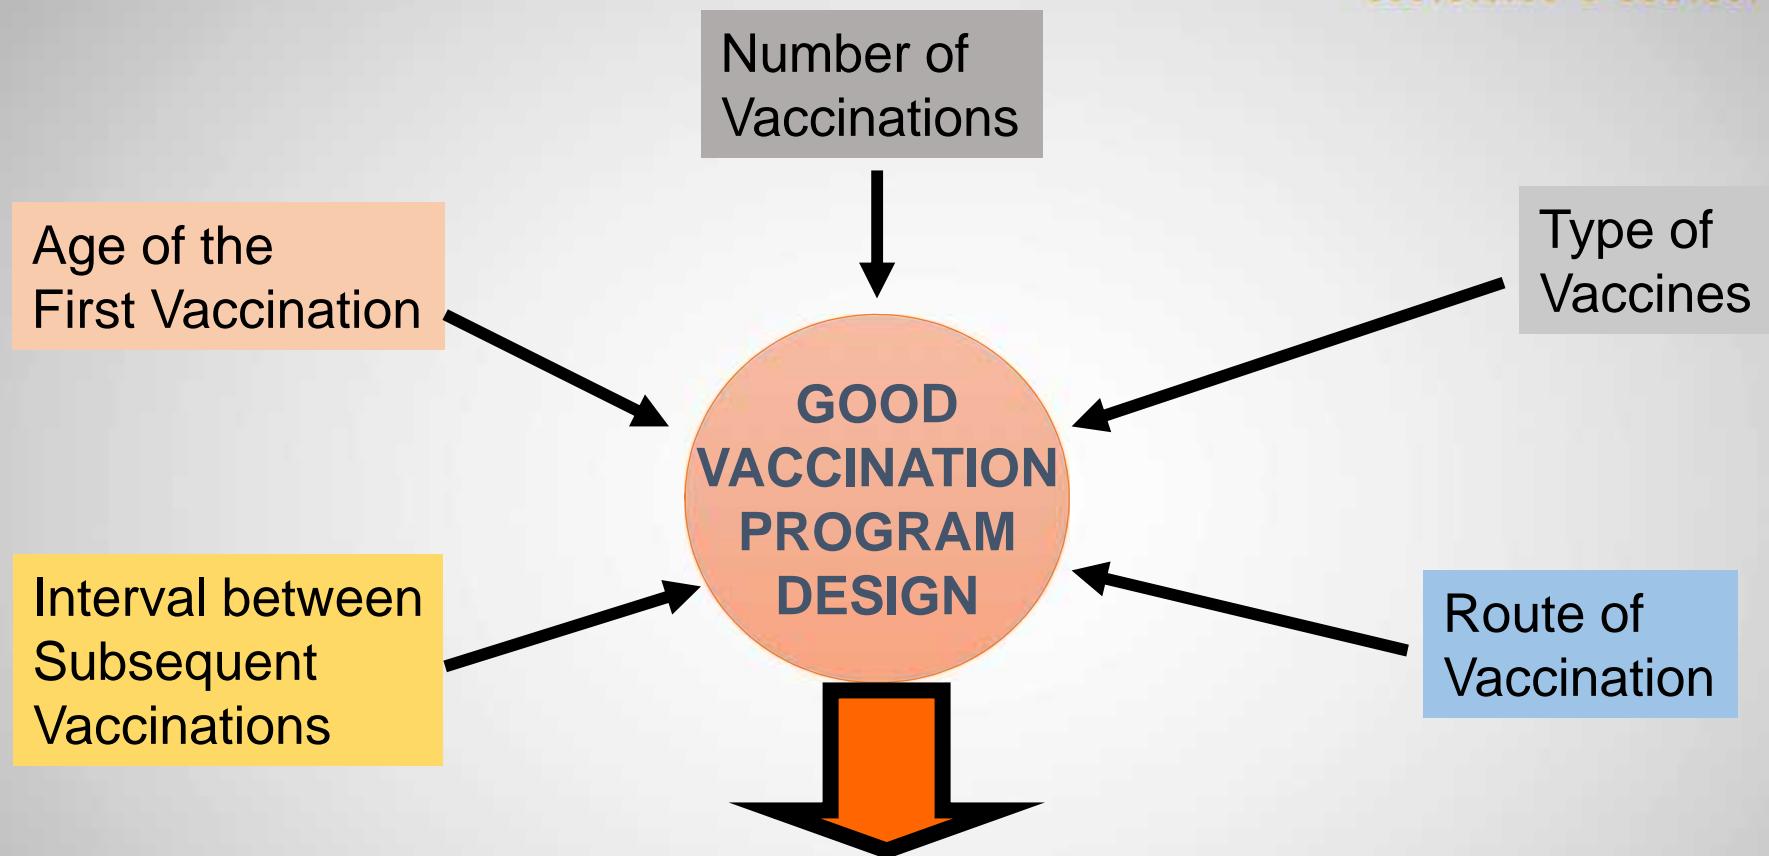 Number of
Vaccinations
Age of the
First Vaccination
Type of
Vaccines
GOOD
VACCINATION
PROGRAM
DESIGN
Interval between
Subsequent
Vaccinations
Route of
Vaccination